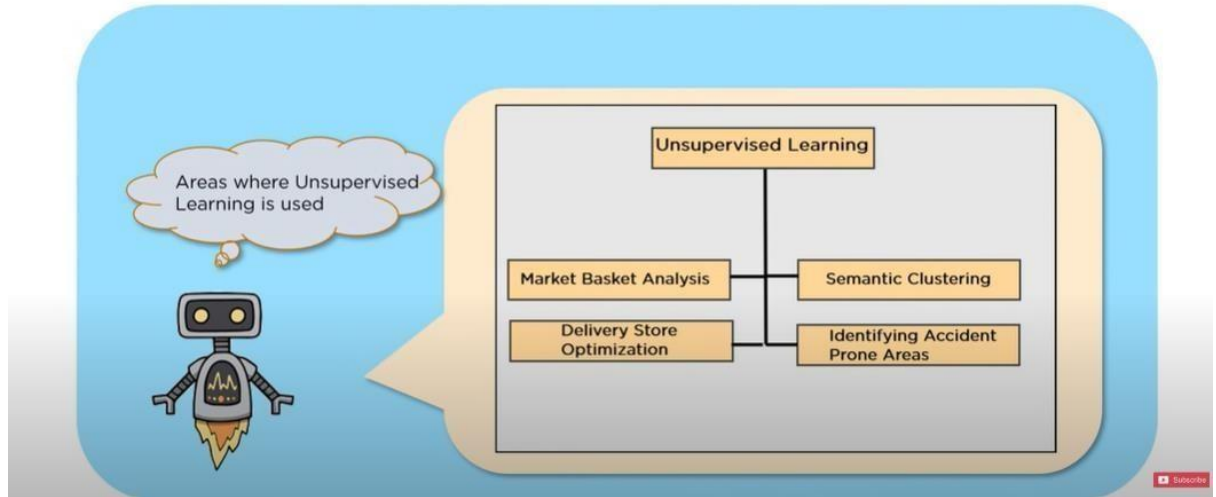 Areas where Unsupervised
Learning is used
Unsupervised Learning
Market Basket Analysis
Semantic Clustering
Delivery Store
Optimization
Identifying Accident
Prone Areas
Subscribe